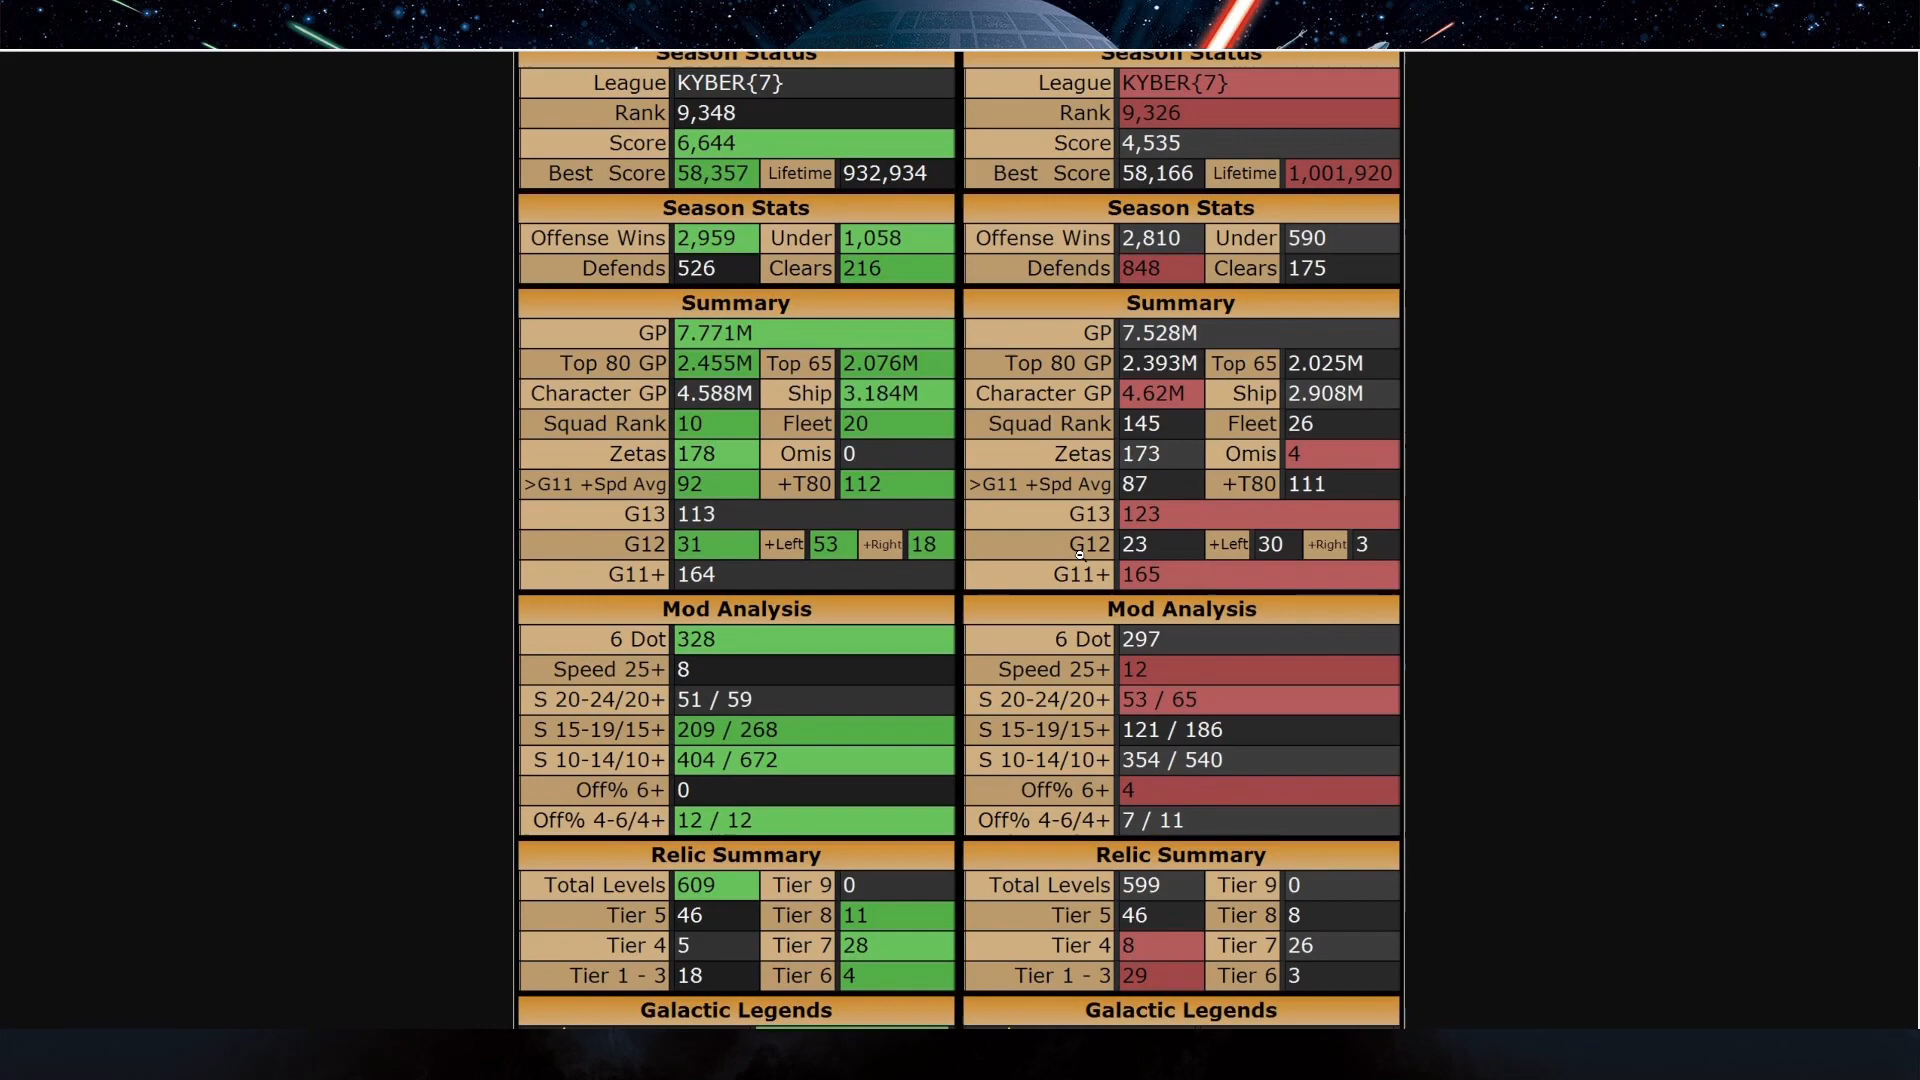 Season Status
League KYBER{7}
Rank 9,348
Score 6,644
Best Score 58,357 Lifetime 932,934
Season Stats
Offense Wins 2,959 Under 1,058
Defends 526 Clears 216
Summary
GP 7.771M
Top 80 GP 2.455M Top 65 2.076M
Character GP 4.588M Ship 3.184M
Squad Rank 10 Fleet 20
Zetas 178 Omis 0
>G11 +Spd Avg 92 +T80 112
G13 113
G12 31 +Left 53 +Right 18
G11+ 164
Mod Analysis
6 Dot 328
Speed 25+ 8
S 20-24/20+ 51 / 59
S 15-19/15+ 209 / 268
S 10-14/10+ 404 / 672
Off% 6+ 0
Off% 4-6/4+ 12 / 12
Relic Summary
Total Levels 609 Tier 9 0
Tier 5 46 Tier 8 11
Tier 4 5 Tier 7 28
Tier 1 - 3 18 Tier 6 4
Galactic Legends
Season Status
League KYBER{7}
Rank 9,326
Score 4,535
Best Score 58,166 Lifetime 1,001,920
Season Stats
Offense Wins 2,810 Under 590
Defends 848 Clears 175
Summary
GP 7.528M
Top 80 GP 2.393M Top 65 2.025M
Character GP 4.62M Ship 2.908M
Squad Rank 145 Fleet 26
Zetas 173 Omis 4
>G11 +Spd Avg 87 +T80 111
G13 123
G12 23 +Left 30 +Right 3
G11+ 165
Mod Analysis
6 Dot 297
Speed 25+ 12
S 20-24/20+ 53 / 65
S 15-19/15+ 121 / 186
S 10-14/10+ 354 / 540
Off% 6+ 4
Off% 4-6/4+ 7 / 11
Relic Summary
Total Levels 599 Tier 9 0
Tier 5 46 Tier 8 8
Tier 4 8 Tier 7 26
Tier 1 - 3 29 Tier 6 3
Galactic Legends